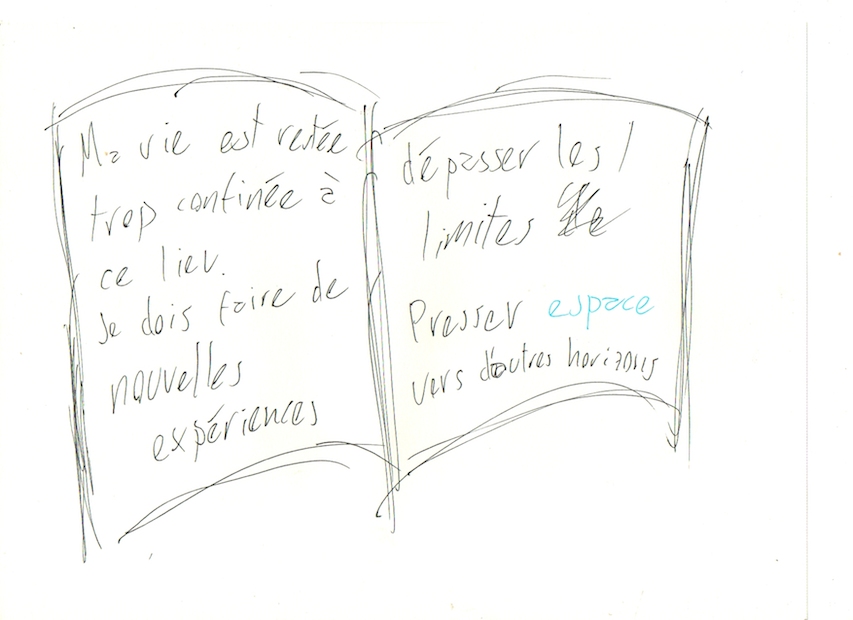 Ma vie est restée
trop confinée à
ce lieu.
Je dois faire de
nouvelles
expériences
dépasser les
limites
Presser espace
vers d'autres horizons